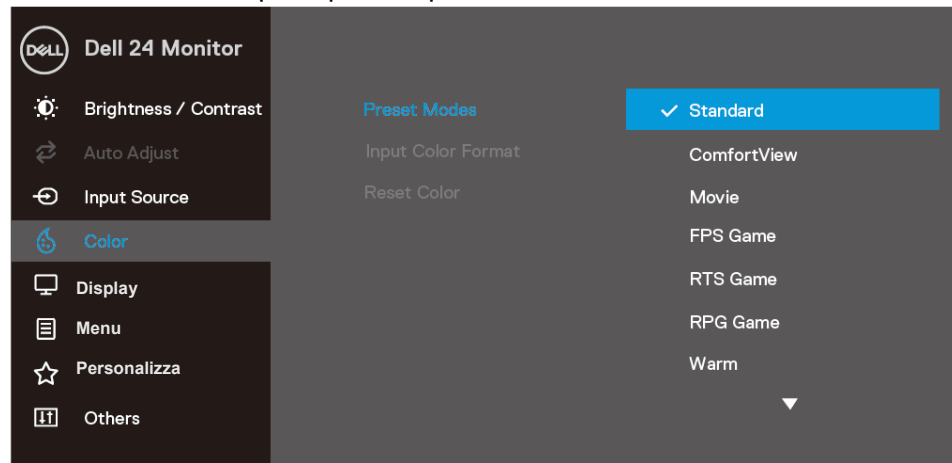 DELL Dell 24 Monitor
Brightness / Contrast
Auto Adjust
Input Source
Color
Display
Menu
Personalizza
Others
Preset Modes
Input Color Format
Reset Color
Standard
ComfortView
Movie
FPS Game
RTS Game
RPG Game
Warm